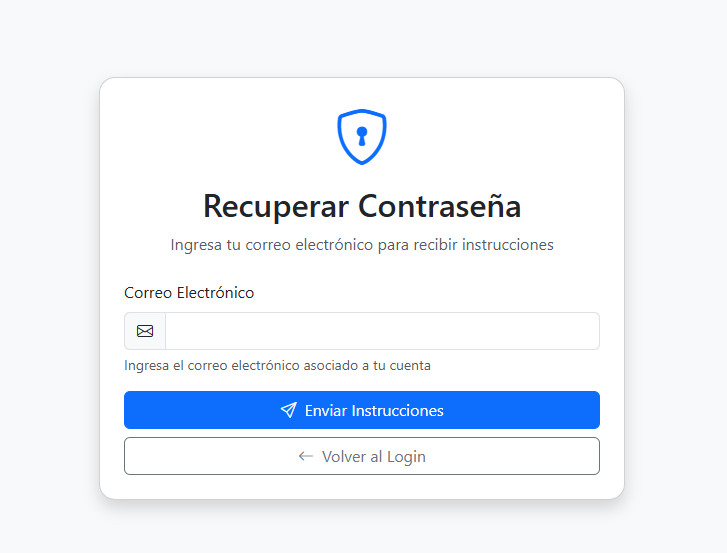 Recuperar Contraseña
Ingresa tu correo electrónico para recibir instrucciones
Correo Electrónico
Ingresa el correo electrónico asociado a tu cuenta
Enviar Instrucciones
Volver al Login